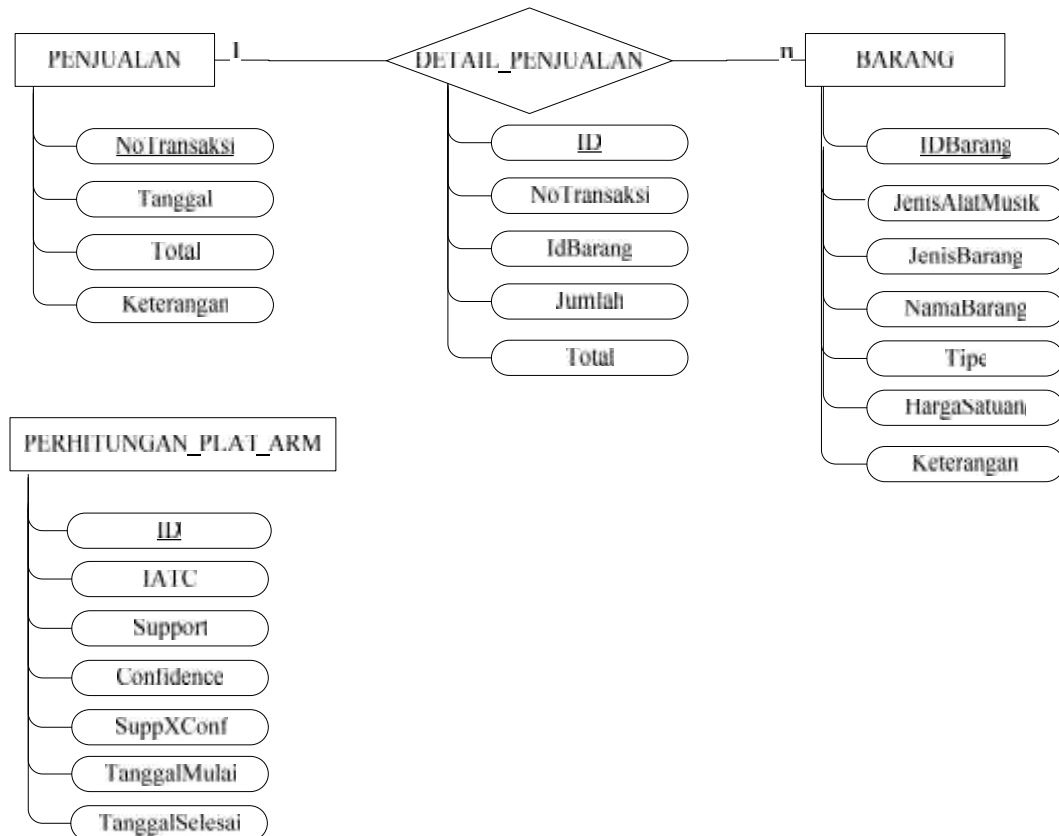 PENJUALAN
1
DETAIL_PENJUALAN
n
BARANG
NoTransaksi
Tanggal
Total
Keterangan
ID
NoTransaksi
IdBarang
Jumlah
Total
IDBarang
JenisAlatMusik
JenisBarang
NamaBarang
Tipe
HargaSatuan
Keterangan
PERHITUNGAN_PLAT_ARM
ID
IATC
Support
Confidence
SuppXConf
TanggalMulai
TanggalSelesai